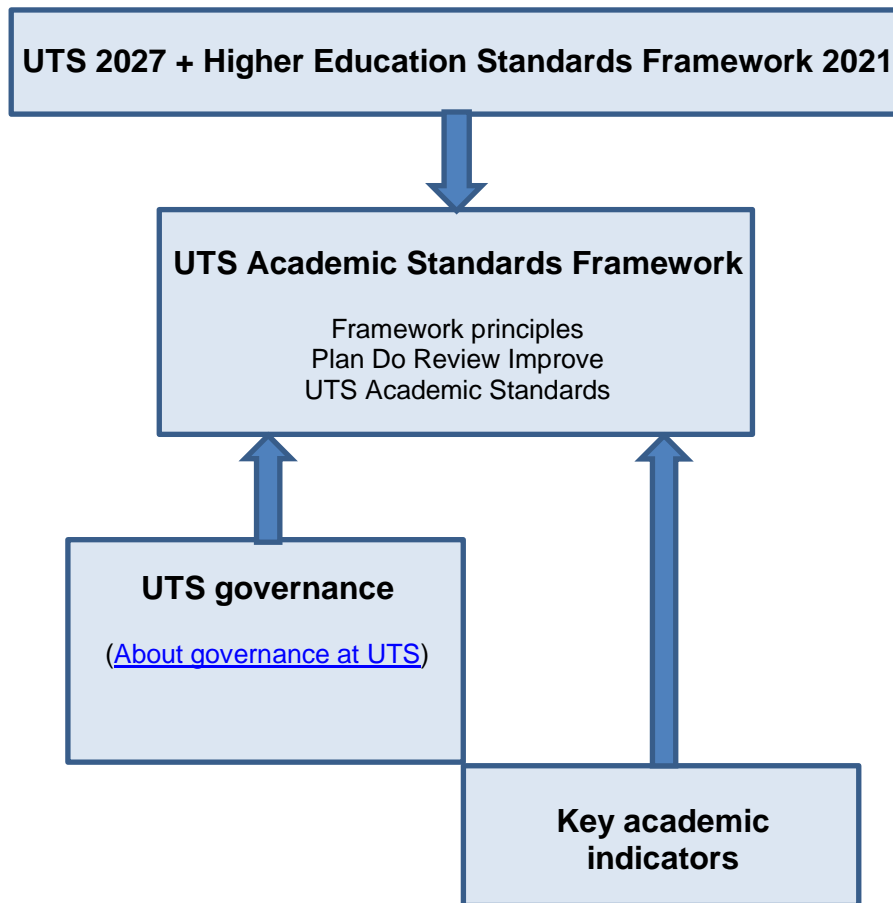 UTS 2027 + Higher Education Standards Framework 2021
UTS Academic Standards Framework
Framework principles
Plan Do Review Improve
UTS Academic Standards
UTS governance
(About governance at UTS)
Key academic
indicators